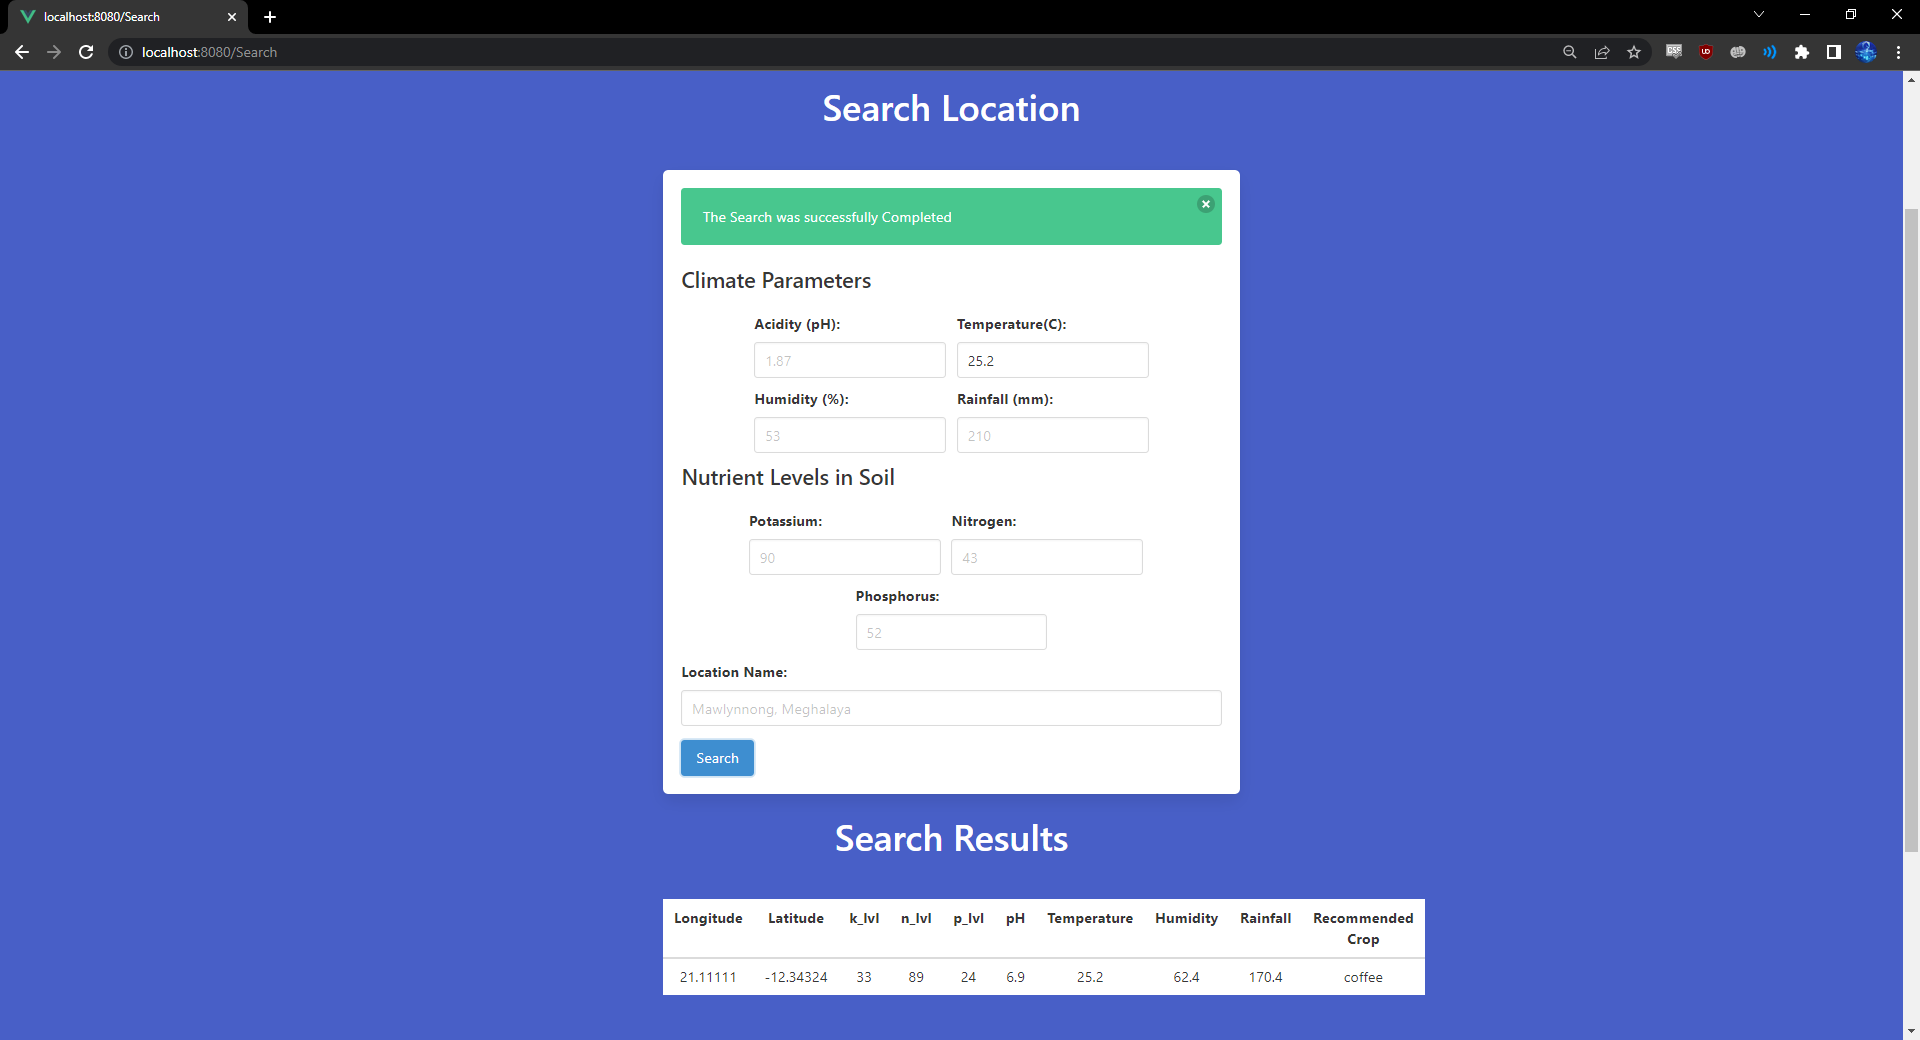 localhost:8080/Search
localhost:8080/Search
Search Location
The Search was successfully Completed
Climate Parameters
Acidity (pH): Temperature(C):
1.87 25.2
Humidity (%): Rainfall (mm):
53 210
Nutrient Levels in Soil
Potassium: Nitrogen:
90 43
Phosphorus:
52
Location Name:
Mawlynnong, Meghalaya
Search
Search Results
Longitude Latitude k_lvl n_lvl p_lvl pH Temperature Humidity Rainfall Recommended
Crop
21.11111 -12.34324 33 89 24 6.9 25.2 62.4 170.4 coffee